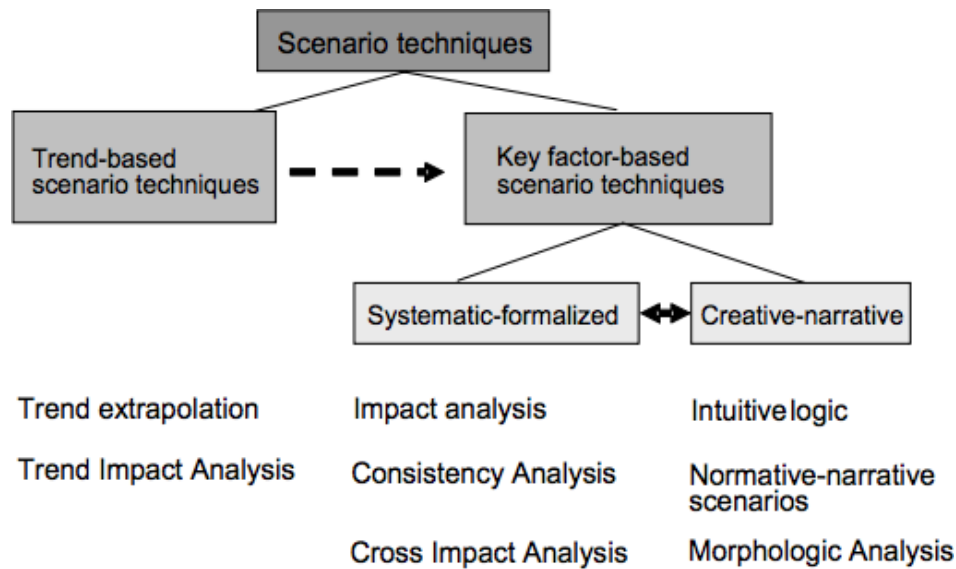 Scenario techniques
Trend-based
scenario techniques
Key factor-based
scenario techniques
Systematic-formalized
Creative-narrative
Trend extrapolation
Impact analysis
Intuitive logic
Trend Impact Analysis
Consistency Analysis
Normative-narrative
scenarios
Cross Impact Analysis
Morphologic Analysis